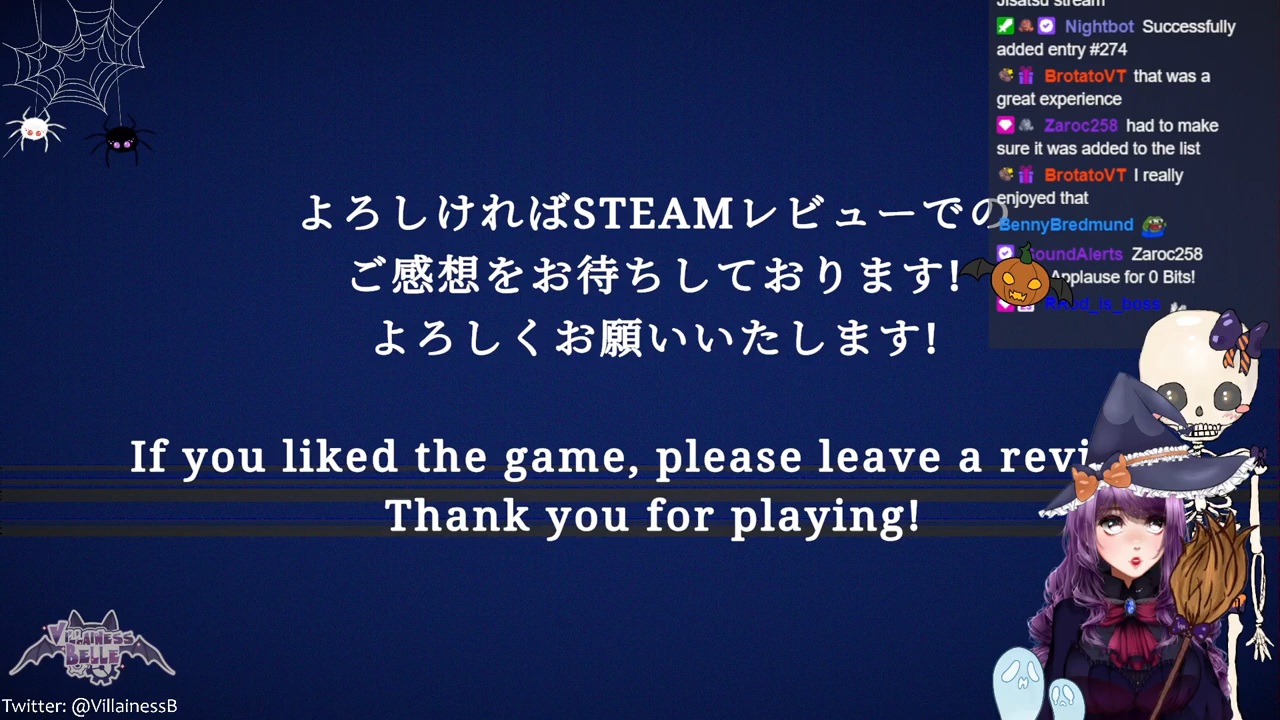 よろしければSTEAMレビューでの
ご感想をお待ちしております!
よろしくお願いいたします!
If you liked the game, please leave a revi
Thank you for playing!
Jisatsu stream
Nightbot Successfully
added entry #274
BrotatoVT that was a
great experience
Zaroc258 had to make
sure it was added to the list
BrotatoVT I really
enjoyed that
BennyBredmund
SoundAlerts Zaroc258
Applause for 0 Bits!
is_boss
VILLAINESS
BELLE
Twitter: @VillainessB